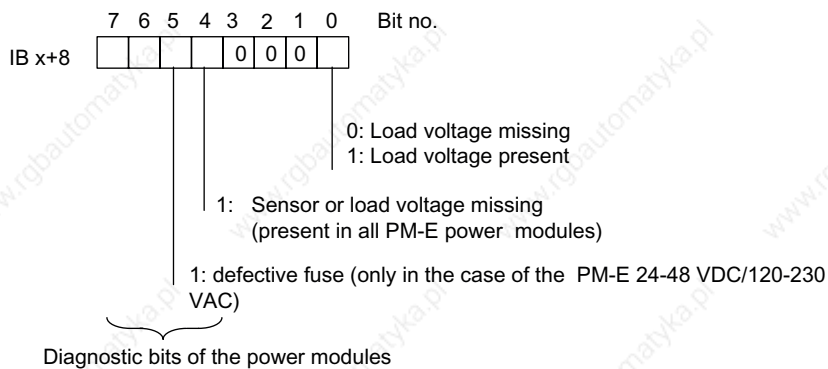 7 6 5 4 3 2 1 0 Bit no.
IB x+8 0 0 0
0: Load voltage missing
1: Load voltage present
1: Sensor or load voltage missing
(present in all PM-E power modules)
1: defective fuse (only in the case of the PM-E 24-48 VDC/120-230
VAC)
Diagnostic bits of the power modules
www.rgbautomatyka.pl